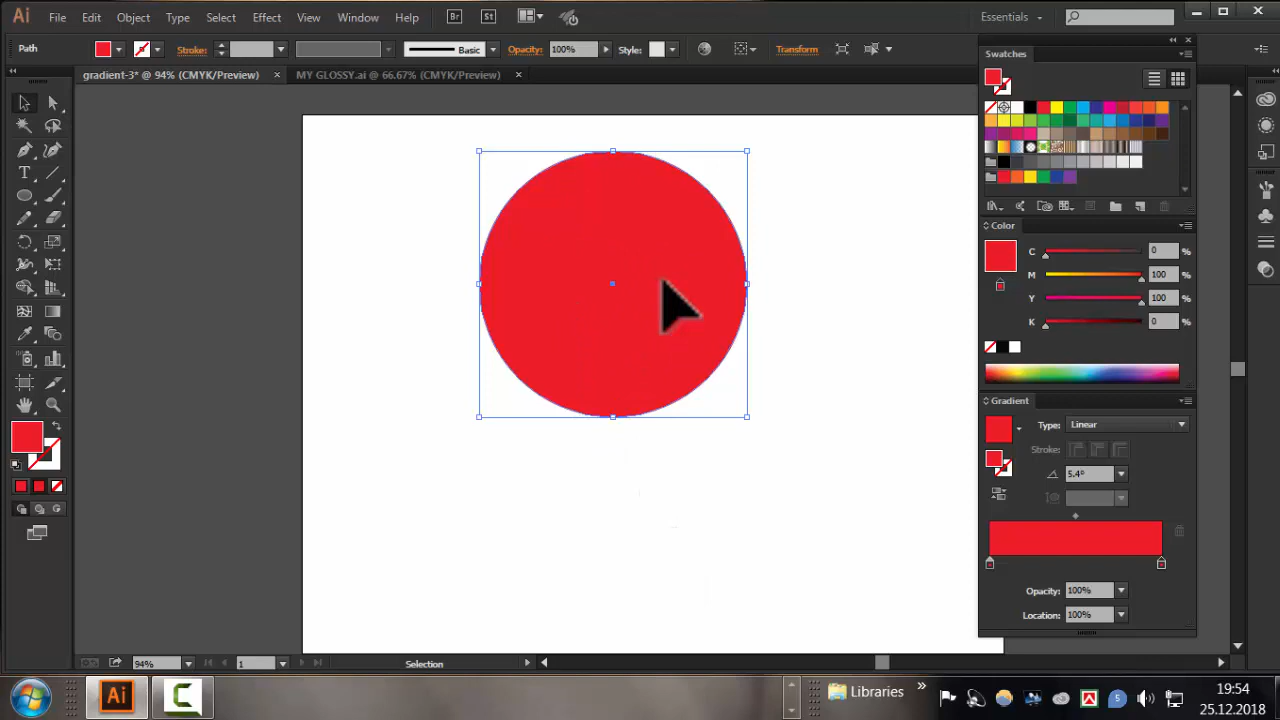 Ai File Edit Object Type Select Effect View Window Help Br St Essentials
Path Stroke: Basic Opacity: 100% Style: Transform
gradient-3* @ 94% (CMYK/Preview) × MY GLOSSY.ai @ 66.67% (CMYK/Preview) ×
Swatches
Color
C 0 %
M 100 %
Y 100 %
K 0 %
Gradient
Type: Linear
Stroke:
5.4°
Opacity: 100%
Location: 100%
94% 1 Selection
Ai C Libraries » 5 19:54
25.12.2018